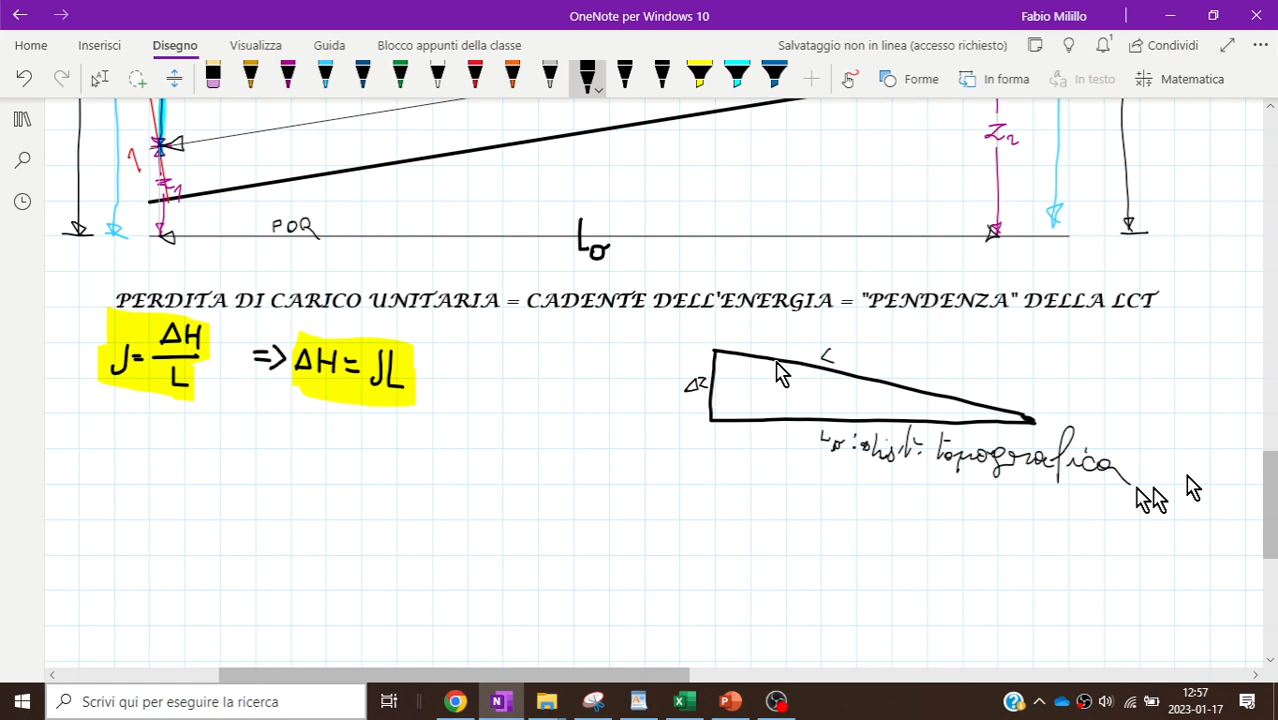 OneNote per Windows 10
Fabio Milillo
Home Inserisci Disegno Visualizza Guida Blocco appunti della classe Salvataggio non in linea (accesso richiesto) Condividi
Forme In forma In testo Matematica
Z2
1
Z1
POR
Lo
PERDITA DI CARICO UNITARIA = CADENTE DELL'ENERGIA = "PENDENZA" DELLA LCT
J = ΔH / L => ΔH = JL
L
ΔZ
Lo: dist. topografica
Scrivi qui per eseguire la ricerca
12:57
2023-01-17